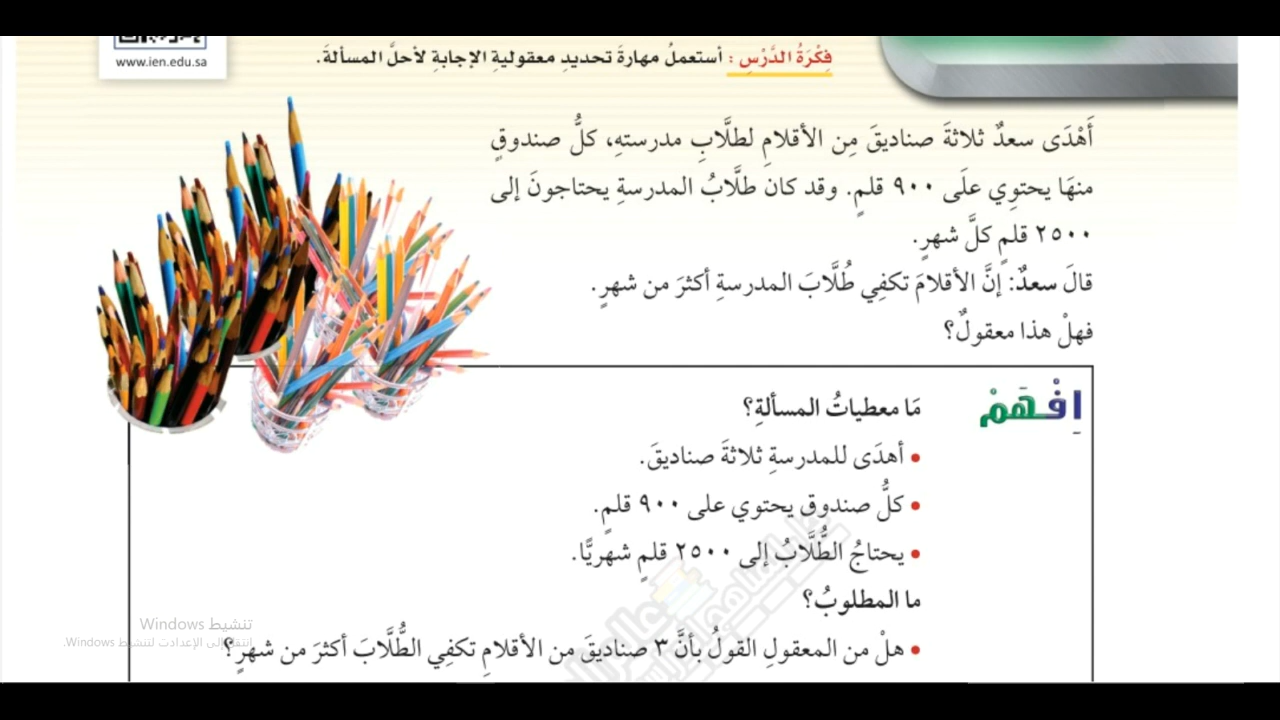 www.ien.edu.sa
فِكْرَةُ الدَّرْسِ : أستعملُ مهارةَ تحديدِ معقوليةِ الإجابةِ لأحلَّ المسألةَ.
أَهْدَى سعدٌ ثلاثةَ صناديقَ مِن الأقلامِ لطلَّابِ مدرستهِ، كلُّ صندوقٍ
منهَا يحتوِي علَى ٩٠٠ قلمٍ. وقد كان طلَّابُ المدرسةِ يحتاجونَ إلى
٢٥٠٠ قلمٍ كلَّ شهرٍ.
قالَ سعدٌ: إنَّ الأقلامَ تكفِي طُلَّابَ المدرسةِ أكثرَ من شهرٍ.
فهلْ هذا معقولٌ؟
اِفْهَمْ
مَا معطياتُ المسألةِ؟
• أهدَى للمدرسةِ ثلاثةَ صناديقَ.
• كلُّ صندوق يحتوي على ٩٠٠ قلمٍ.
• يحتاجُ الطُّلَّابُ إلى ٢٥٠٠ قلمٍ شهريًّا.
ما المطلوبُ؟
• هلْ من المعقولِ القولُ بأنَّ ٣ صناديقَ من الأقلامِ تكفِي الطُّلَّابَ أكثرَ من شهرٍ؟
تنشيط Windows
انتقل إلى الإعدادت لتنشيط Windows.